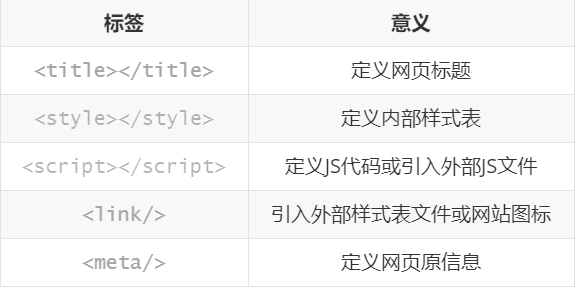 标签 意义
<title></title> 定义网页标题
<style></style> 定义内部样式表
<script></script> 定义JS代码或引入外部JS文件
<link/> 引入外部样式表文件或网站图标
<meta/> 定义网页原信息